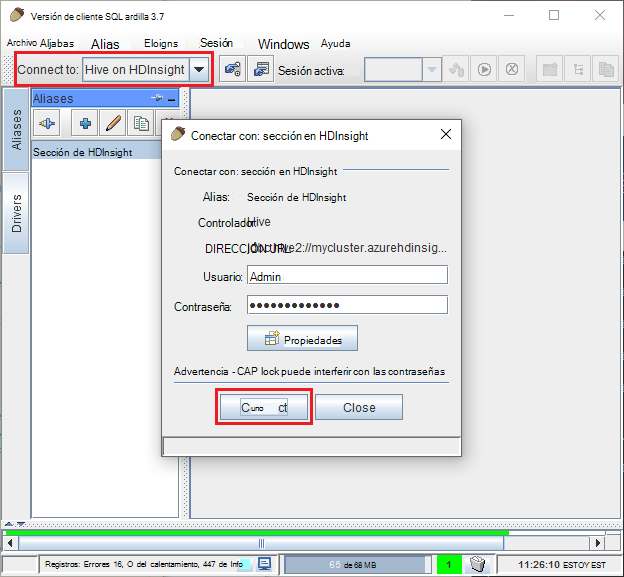 Versión de cliente SQL ardilla 3.7
Archivo Aljabas Alias Eloigns Sesión Windows Ayuda
Connect to: Hive on HDInsight Sesión activa:
Aliases
Aliases
Drivers
Sección de HDInsight
Conectar con: sección en HDInsight
Conectar con: sección en HDInsight
Alias: Sección de HDInsight
Controlador: Hive
DIRECCIÓN URL jdbc:hive2://mycluster.azurehdinsig...
Usuario: Admin
Contraseña: •••••••••••••
Propiedades
Advertencia - CAP lock puede interferir con las contraseñas
C uno ct Close
Registros: Errores 16, O del calentamiento, 447 de Info 65 de 68 MB 1 11:26:10 ESTOY EST